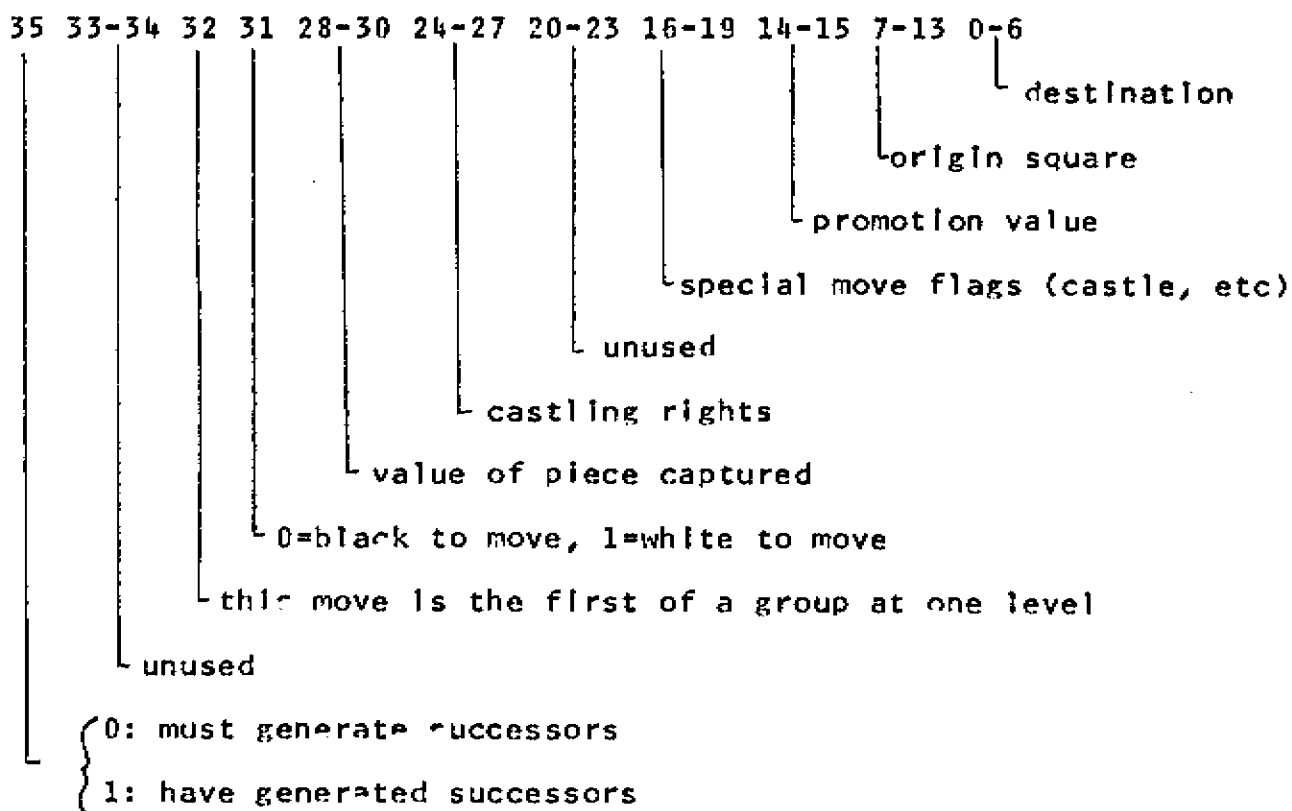 35 33-34 32 31 28-30 24-27 20-23 16-19 14-15 7-13 0-6
destination
origin square
promotion value
special move flags (castle, etc)
unused
castling rights
value of piece captured
0=black to move, 1=white to move
this move is the first of a group at one level
unused
0: must generate successors
1: have generated successors